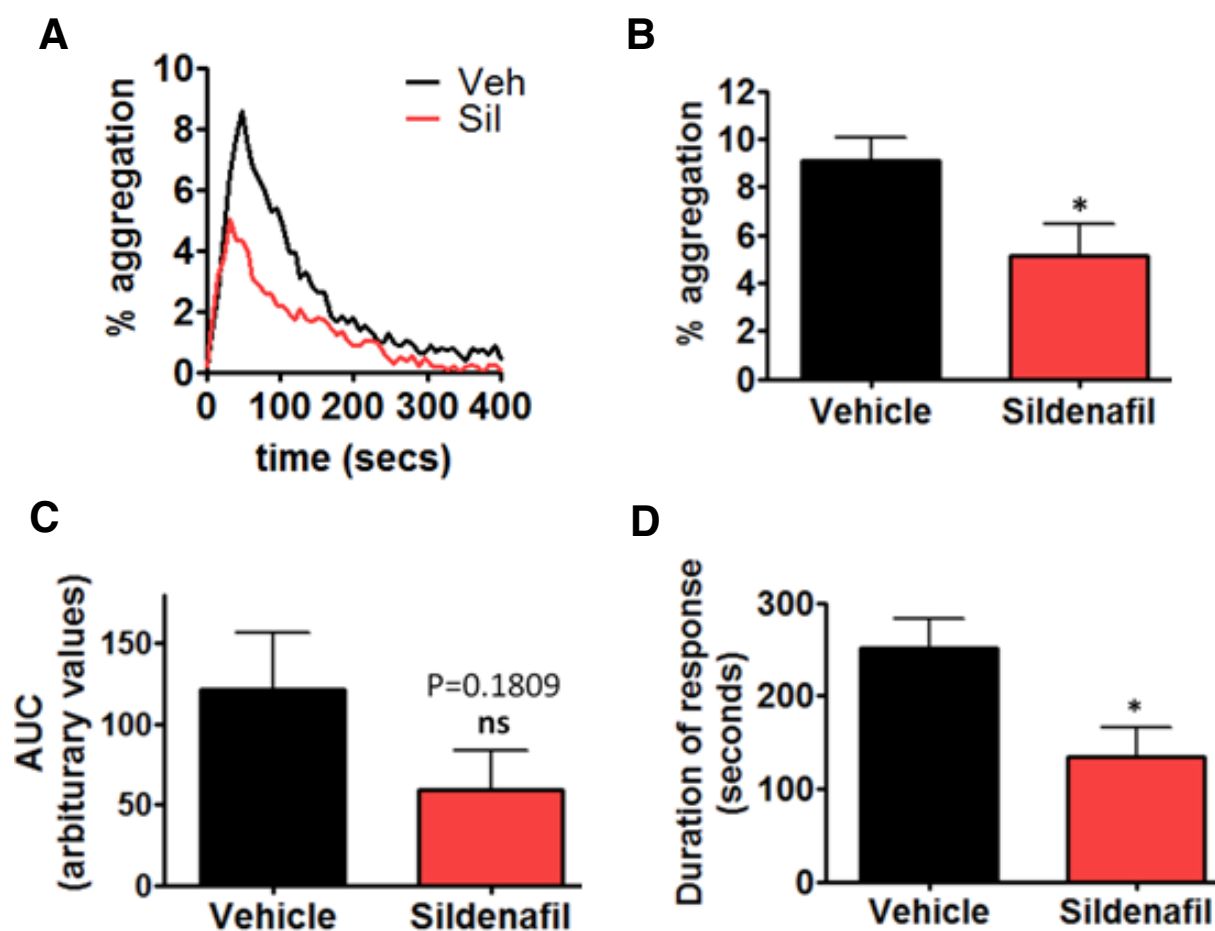 A
10
8
6
4
2
0
% aggregation
Veh
Sil
0 100 200 300 400
time (secs)
B
12
10
8
6
4
2
0
% aggregation
*
Vehicle Sildenafil
C
150
100
50
0
AUC
(arbiturary values)
P=0.1809
ns
Vehicle Sildenafil
D
300
200
100
0
Duration of response
(seconds)
*
Vehicle Sildenafil